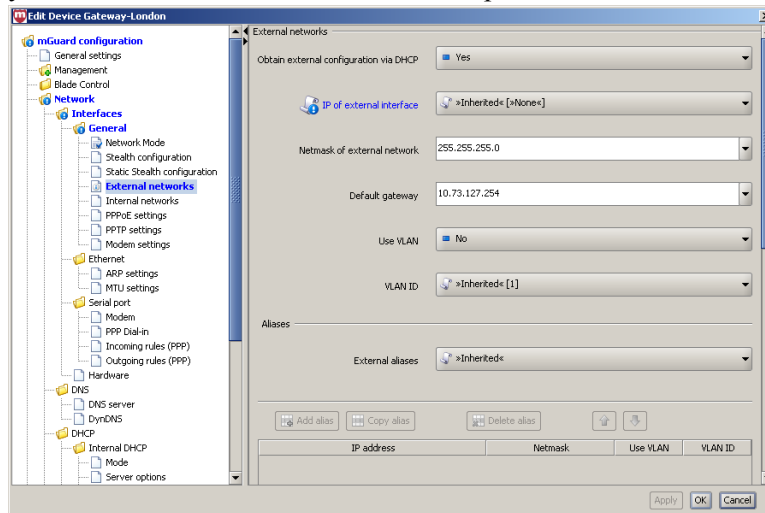 Edit Device Gateway-London
mGuard configuration
General settings
Management
Blade Control
Network
Interfaces
General
Network Mode
Stealth configuration
Static Stealth configuration
External networks
Internal networks
PPPoE settings
PPTP settings
Modem settings
Ethernet
ARP settings
MTU settings
Serial port
Modem
PPP Dial-in
Incoming rules (PPP)
Outgoing rules (PPP)
Hardware
DNS
DNS server
DynDNS
DHCP
Internal DHCP
Mode
Server options
External networks
Obtain external configuration via DHCP Yes
IP of external interface »Inherited« [»None«]
Netmask of external network 255.255.255.0
Default gateway 10.73.127.254
Use VLAN No
VLAN ID »Inherited« [1]
Aliases
External aliases »Inherited«
Add alias Copy alias Delete alias
IP address Netmask Use VLAN VLAN ID
Apply OK Cancel